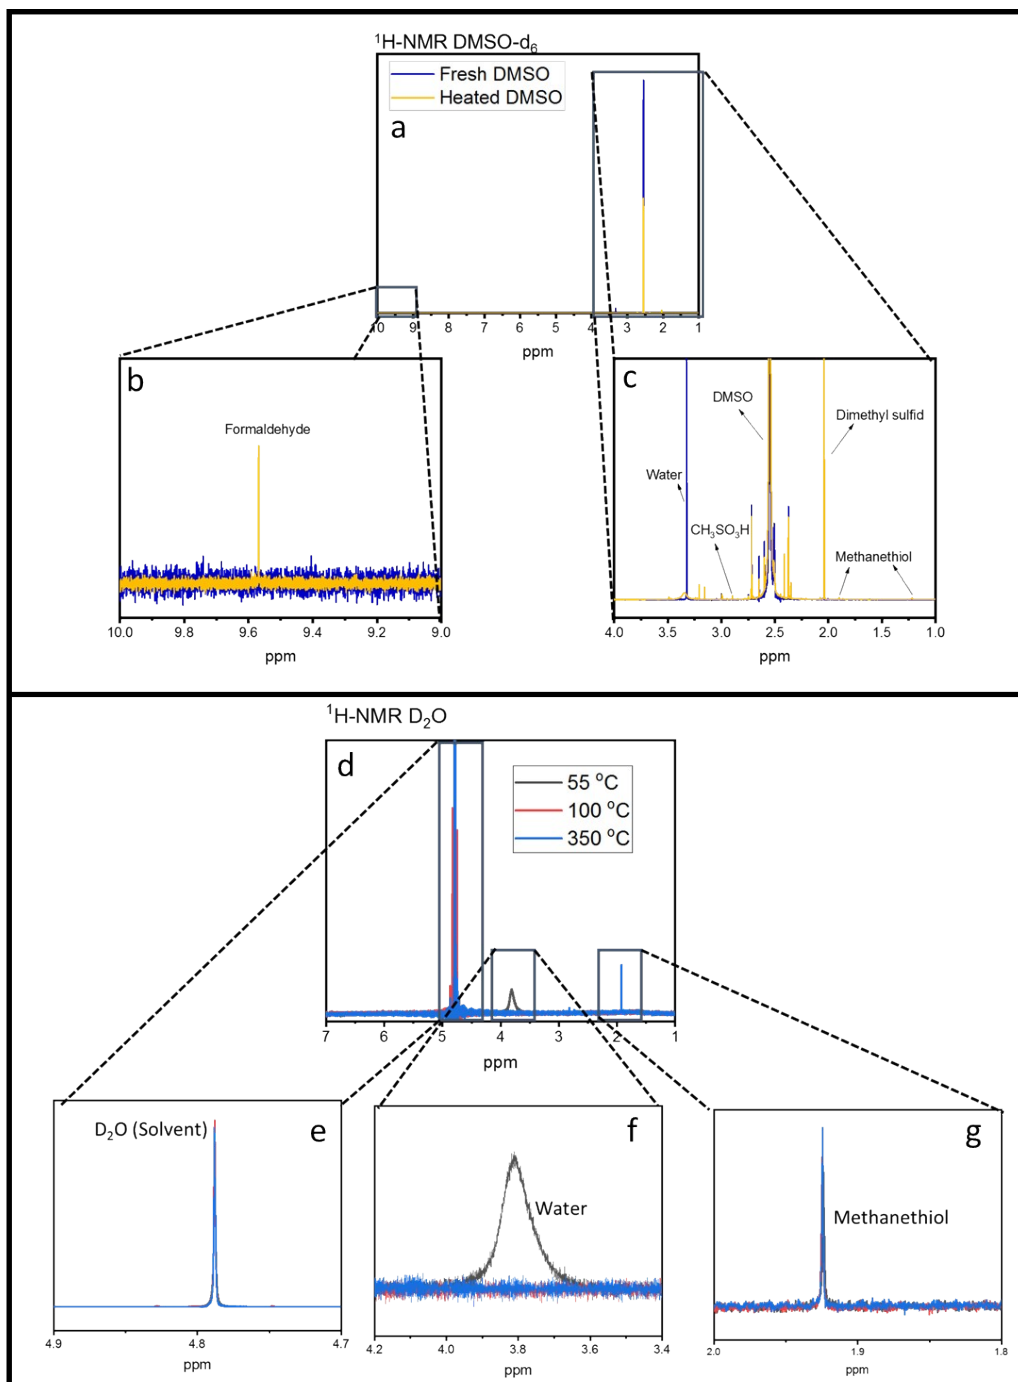 ¹H-NMR DMSO-d₆
Fresh DMSO
Heated DMSO
a
10 9 8 7 6 5 4 3 2 1
ppm
b
Formaldehyde
10.0 9.8 9.6 9.4 9.2 9.0
ppm
c
DMSO
Dimethyl sulfid
Water
CH₃SO₃H
Methanethiol
4.0 3.5 3.0 2.5 2.0 1.5 1.0
ppm
¹H-NMR D₂O
d
55 °C
100 °C
350 °C
7 6 5 4 3 2 1
ppm
D₂O (Solvent)
e
4.9 4.8 4.7
ppm
f
Water
4.2 4.0 3.8 3.6 3.4
ppm
g
Methanethiol
2.0 1.9 1.8
ppm